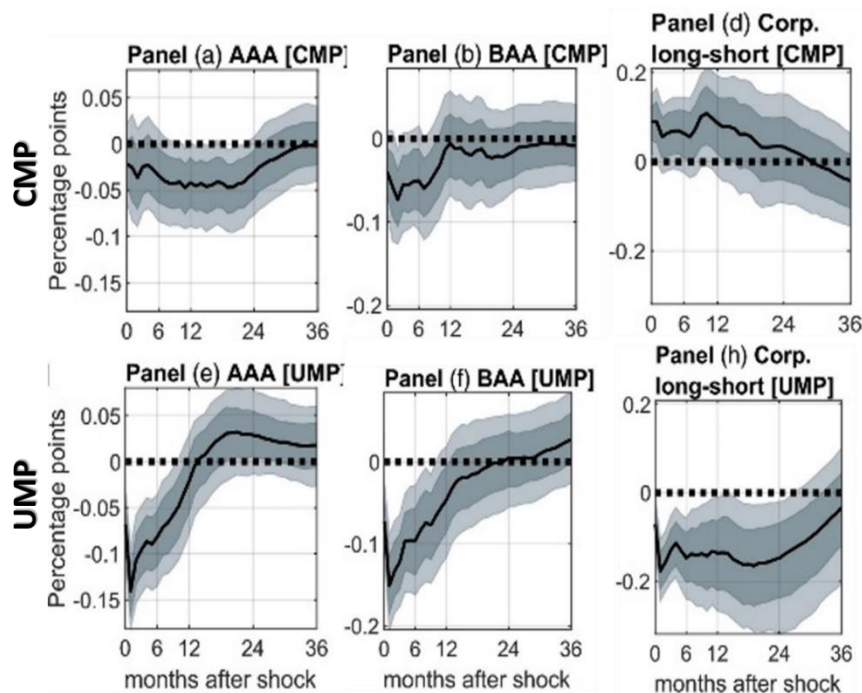 Panel (a) AAA [CMP]
Panel (b) BAA [CMP]
Panel (d) Corp.
long-short [CMP]
CMP
Percentage points
0.05
0
-0.05
-0.1
-0.15
0 6 12 24 36
0
-0.1
-0.2
0 6 12 24 36
0.2
0
-0.2
0 6 12 24 36
Panel (e) AAA [UMP]
Panel (f) BAA [UMP]
Panel (h) Corp.
long-short [UMP]
UMP
Percentage points
0.05
0
-0.05
-0.1
-0.15
0 6 12 24 36
months after shock
0
-0.1
-0.2
0 6 12 24 36
months after shock
0.2
0
-0.2
0 6 12 24 36
months after shock